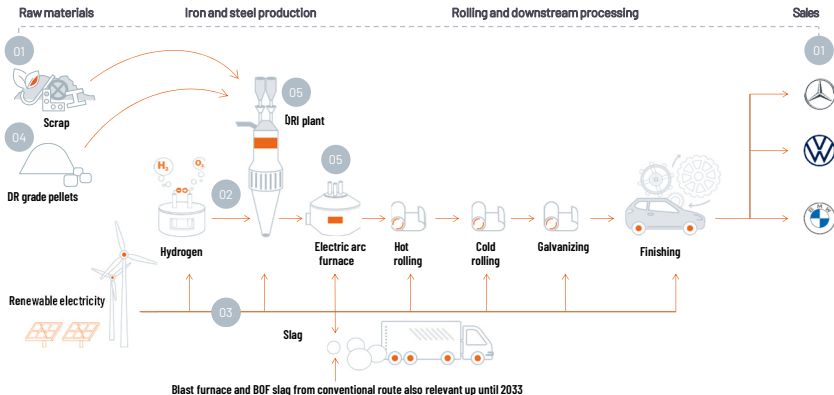 Raw materials
Iron and steel production
Rolling and downstream processing
Sales
01
01
05
Scrap
DRI plant
04
H₂
O₂
05
02
DR grade pellets
Hydrogen
Electric arc
furnace
Hot
rolling
Cold
rolling
Galvanizing
Finishing
BMW
Renewable electricity
03
Slag
Blast furnace and BOF slag from conventional route also relevant up until 2033